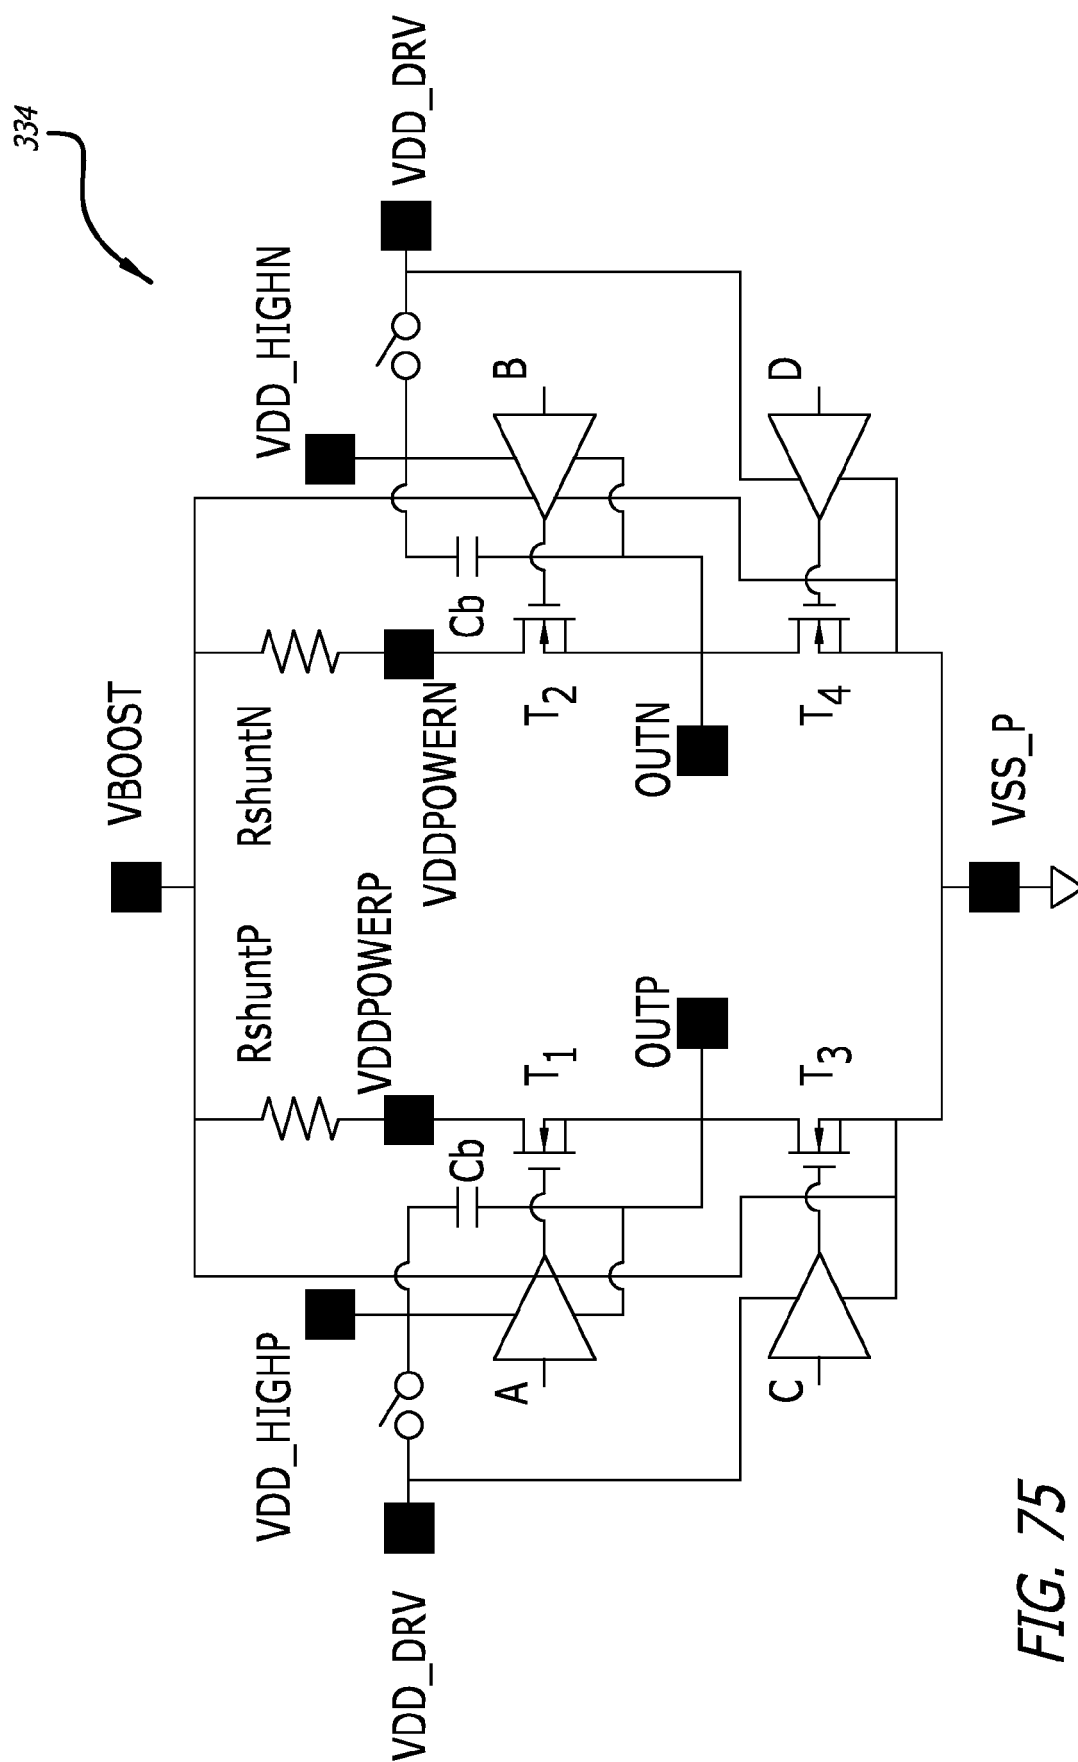 334
VBOOST
RshuntP
RshuntN
VDD_HIGHP
VDD_HIGHN
VDDPOWERP
VDDPOWERN
VDD_DRV
VDD_DRV
Cb
Cb
A
T1
T2
B
OUTP
OUTN
C
T3
T4
D
VSS_P
FIG. 75